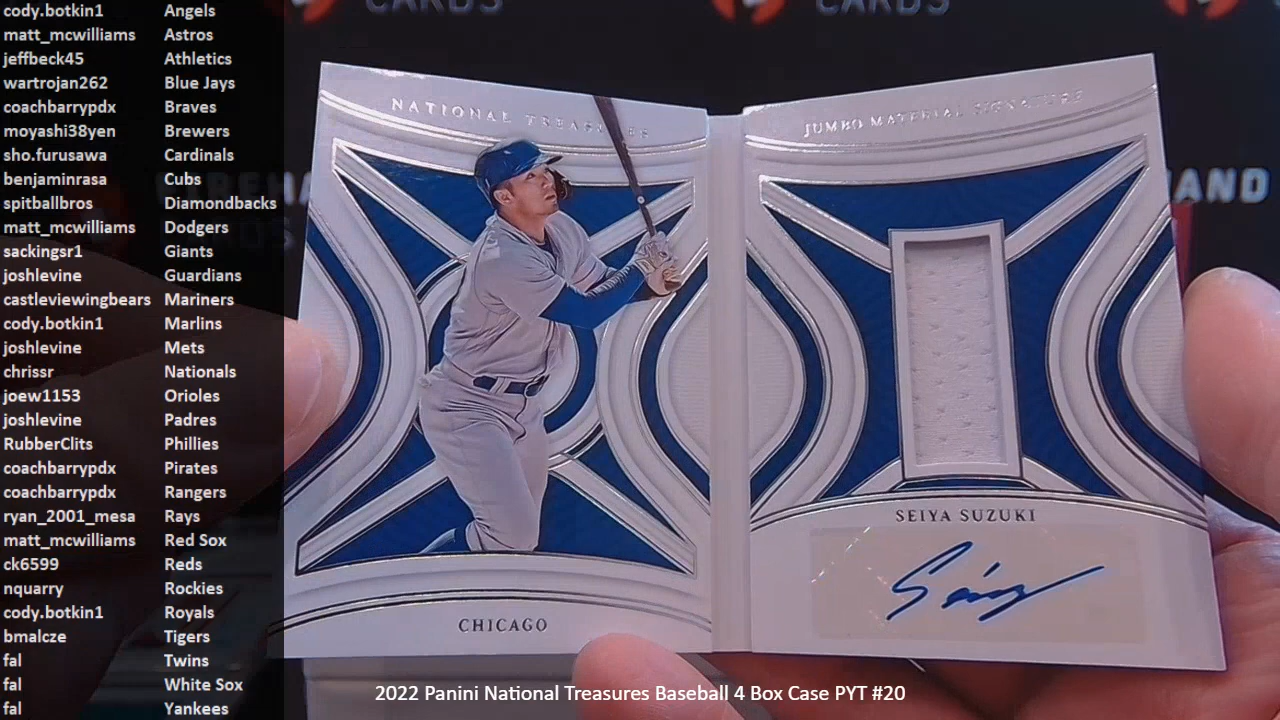 cody.botkin1 Angels
matt_mcwilliams Astros
jeffbeck45 Athletics
wartrojan262 Blue Jays
coachbarrypdx Braves
moyashi38yen Brewers
sho.furusawa Cardinals
benjaminrasa Cubs
spitballbros Diamondbacks
matt_mcwilliams Dodgers
sackingsr1 Giants
joshlevine Guardians
castleviewingbears Mariners
cody.botkin1 Marlins
joshlevine Mets
chrissr Nationals
joew1153 Orioles
joshlevine Padres
RubberClits Phillies
coachbarrypdx Pirates
coachbarrypdx Rangers
ryan_2001_mesa Rays
matt_mcwilliams Red Sox
ck6599 Reds
nquarry Rockies
cody.botkin1 Royals
bmalcze Tigers
fal Twins
fal White Sox
fal Yankees
CARDS
CARDS
NATIONAL TREASURES
JUMBO MATERIAL SIGNATURE
HAND
CARDS
SEIYA SUZUKI
CHICAGO
2022 Panini National Treasures Baseball 4 Box Case PYT #20